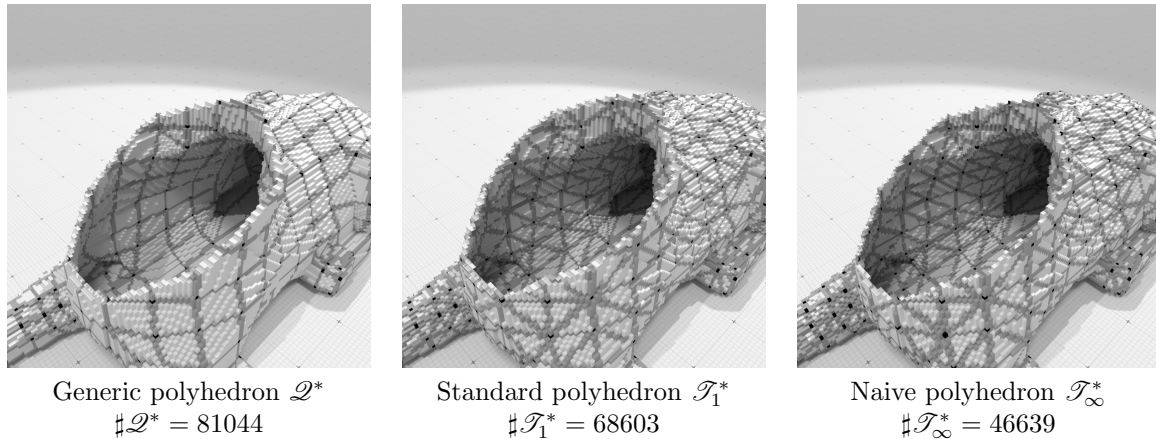 Generic polyhedron 𝒬*
♯𝒬* = 81044
Standard polyhedron 𝒯₁*
♯𝒯₁* = 68603
Naive polyhedron 𝒯∞*
♯𝒯∞* = 46639